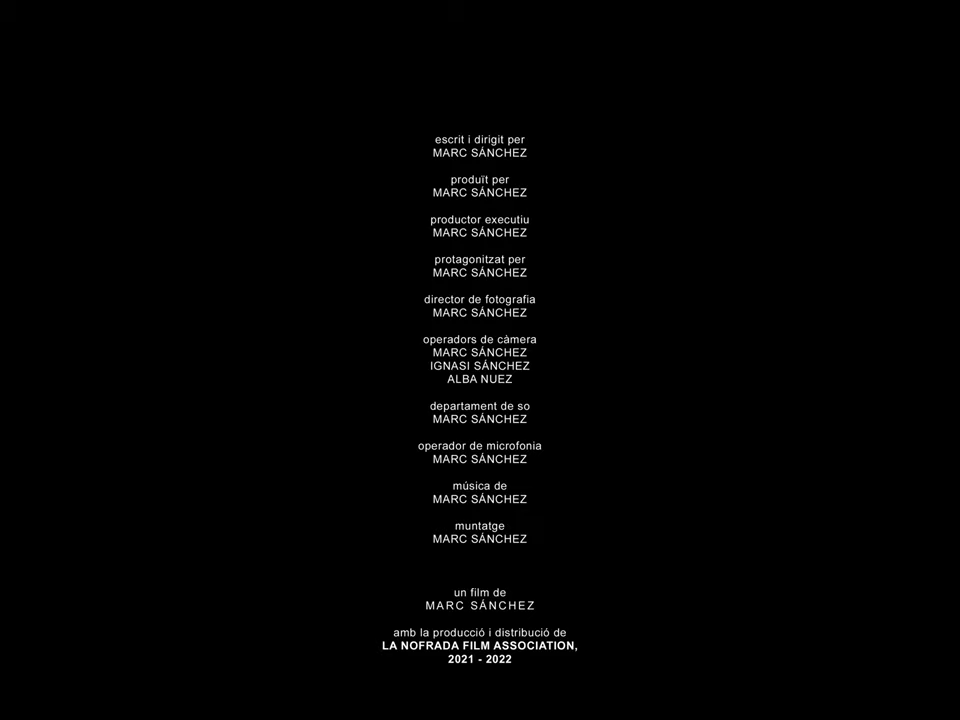 escrit i dirigit per
MARC SÁNCHEZ
produït per
MARC SÁNCHEZ
productor executiu
MARC SÁNCHEZ
protagonitzat per
MARC SÁNCHEZ
director de fotografia
MARC SÁNCHEZ
operadors de càmera
MARC SÁNCHEZ
IGNASI SÁNCHEZ
ALBA NUEZ
departament de so
MARC SÁNCHEZ
operador de microfonia
MARC SÁNCHEZ
música de
MARC SÁNCHEZ
muntatge
MARC SÁNCHEZ
un film de
MARC SÁNCHEZ
amb la producció i distribució de
LA NOFRADA FILM ASSOCIATION,
2021 - 2022